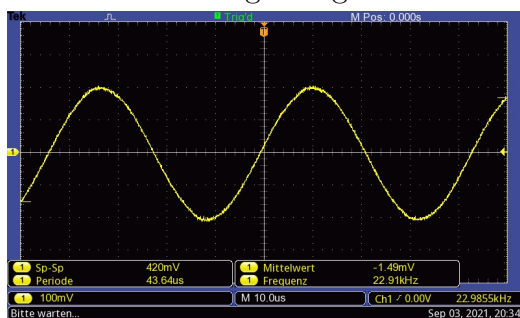 Tek Trig'd M Pos: 0.000s
T
1
1 Sp-Sp 420mV 1 Mittelwert -1.49mV
1 Periode 43.64us 1 Frequenz 22.91kHz
1 100mV M 10.0us Ch1 0.00V 22.9855kHz
Bitte warten... Sep 03, 2021, 20:34